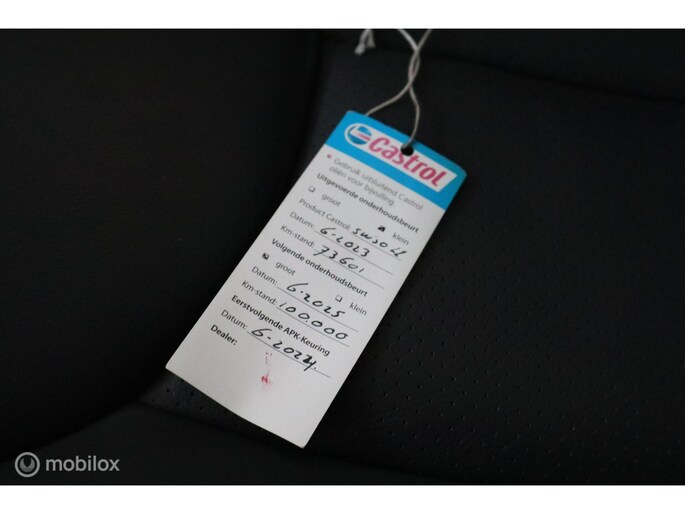 Castrol
* Gebruik uitsluitend Castrol
oliën voor bijvulling.
Uitgevoerde onderhoudsbeurt
groot klein
Product Castrol: 5W30 LL
Datum: 6-2023
Km-stand: 73601
Volgende onderhoudsbeurt
groot klein
Datum: 6-2025
Km-stand: 100.000
Eerstvolgende APK-Keuring
Datum: 6-2024
Dealer:
mobilox